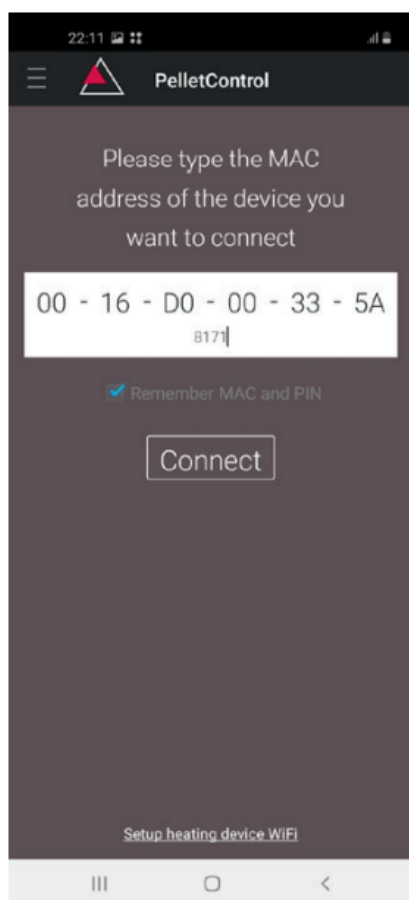 22:11
PelletControl
Please type the MAC
address of the device you
want to connect
00 - 16 - D0 - 00 - 33 - 5A
8171
Remember MAC and PIN
Connect
Setup heating device WiFi